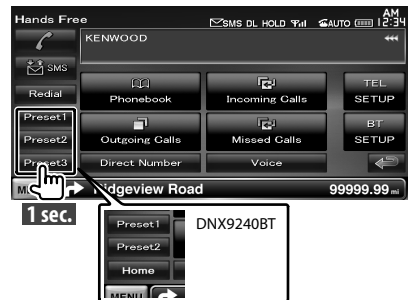 Hands Free SMS DL HOLD AUTO AM 12:34
KENWOOD
SMS
Redial Phonebook Incoming Calls TEL SETUP
Preset1
Preset2 Outgoing Calls Missed Calls BT SETUP
Preset3 Direct Number Voice
idgeview Road 99999.99 mi
1 sec.
Preset1 DNX9240BT
Preset2
Home
MENU